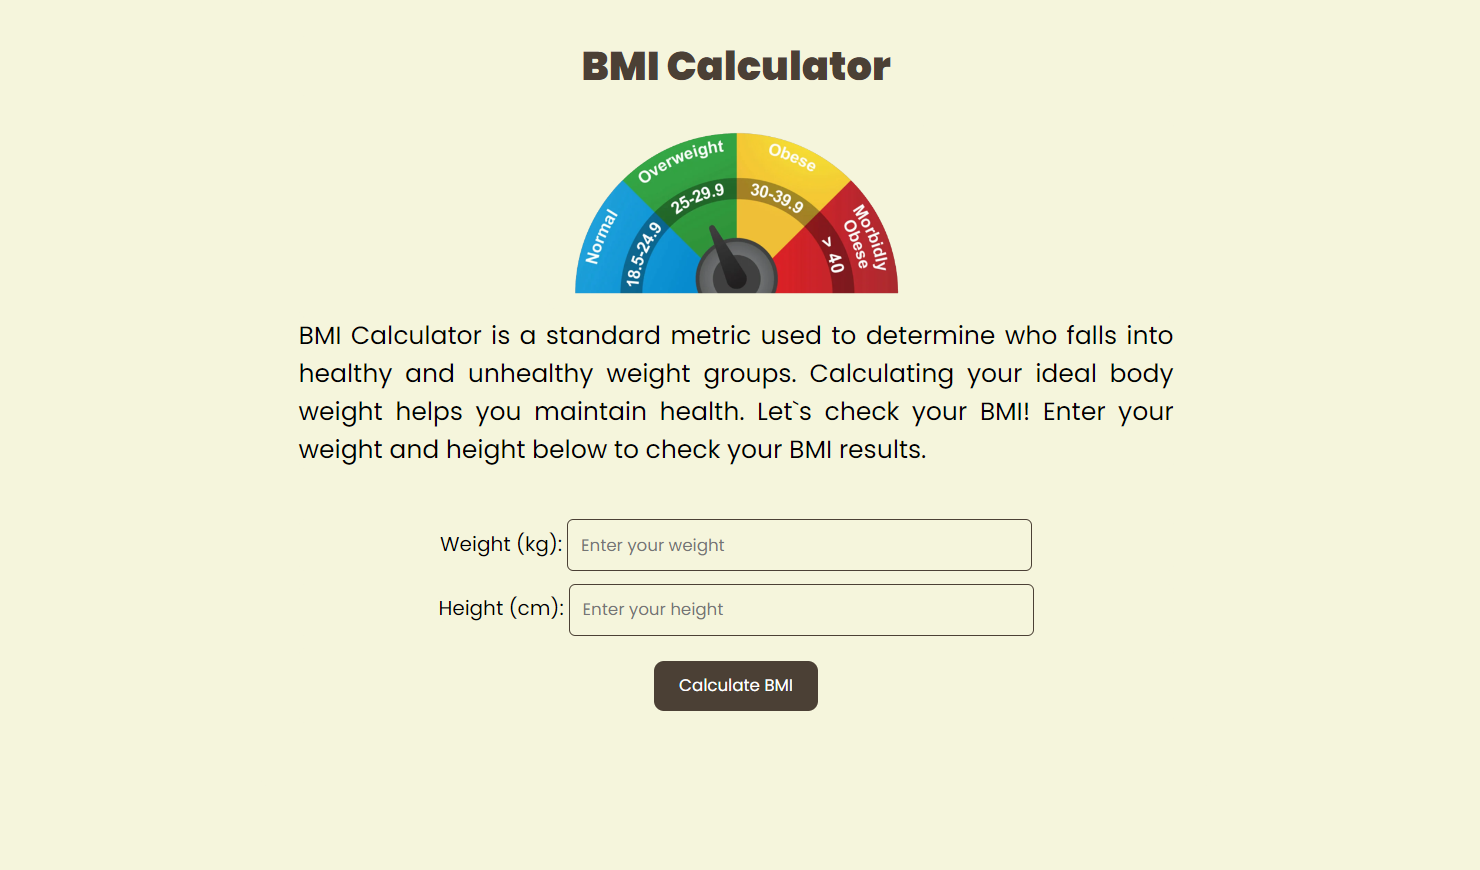 BMI Calculator
Normal
Overweight
Obese
Morbidly
Obese
18.5-24.9
25-29.9
30-39.9
> 40
BMI Calculator is a standard metric used to determine who falls into
healthy and unhealthy weight groups. Calculating your ideal body
weight helps you maintain health. Let`s check your BMI! Enter your
weight and height below to check your BMI results.
Weight (kg): Enter your weight
Height (cm): Enter your height
Calculate BMI